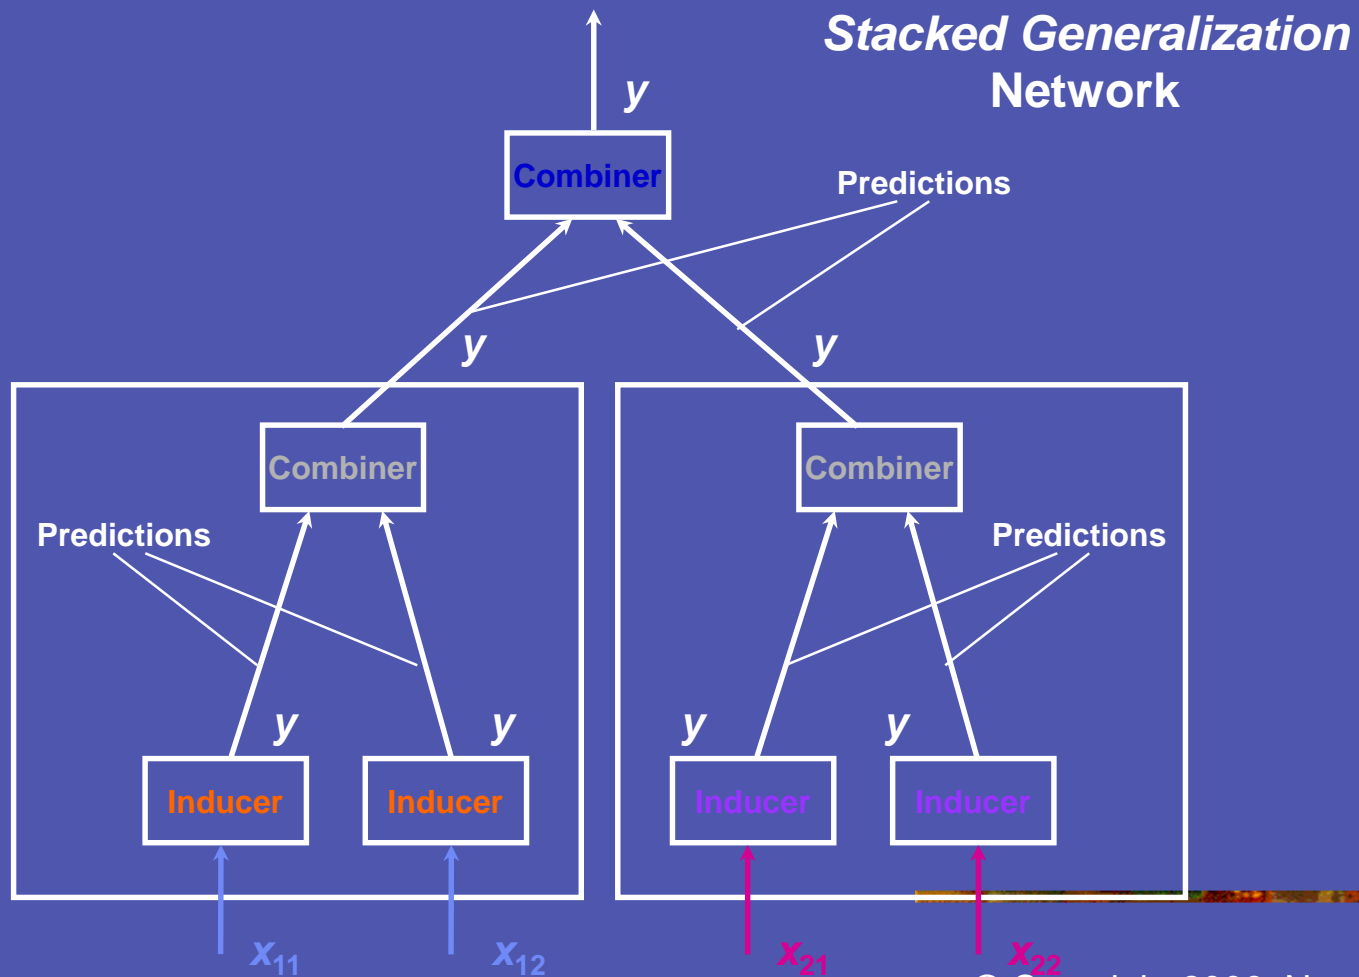 Stacked Generalization
Network
y
Combiner
Predictions
y
y
Combiner
Combiner
Predictions
Predictions
y
y
y
y
Inducer
Inducer
Inducer
Inducer
x11
x12
x21
x22